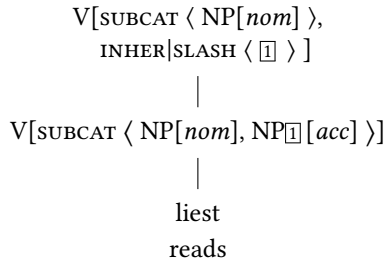 V[SUBCAT ⟨ NP[nom] ⟩,
INHER|SLASH ⟨ 1 ⟩ ]
V[SUBCAT ⟨ NP[nom], NP1[acc] ⟩]
liest
reads